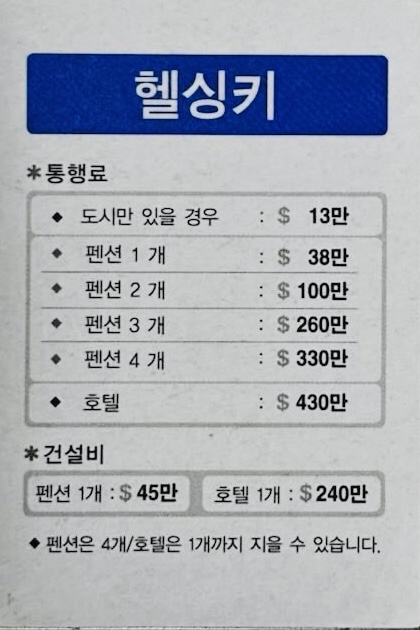 헬싱키
*통행료
◆ 도시만 있을 경우 : $ 13만
◆ 펜션 1 개 : $ 38만
◆ 펜션 2 개 : $ 100만
◆ 펜션 3 개 : $ 260만
◆ 펜션 4 개 : $ 330만
◆ 호텔 : $ 430만
*건설비
펜션 1개 : $ 45만 호텔 1개 : $ 240만
◆ 펜션은 4개/호텔은 1개까지 지을 수 있습니다.